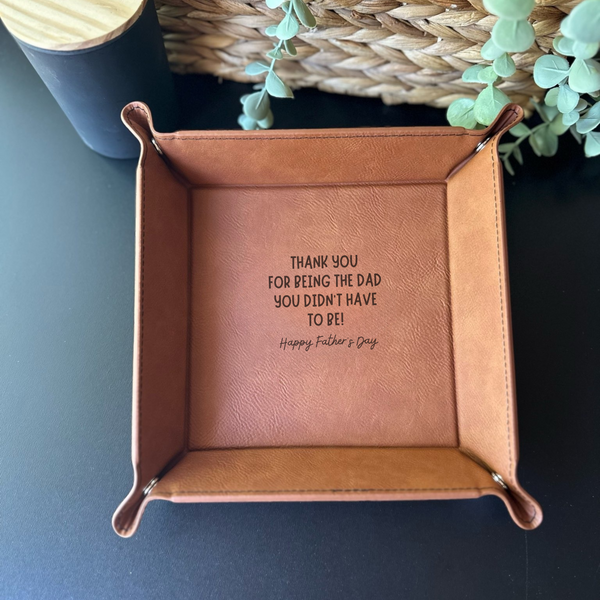 THANK YOU
FOR BEING THE DAD
YOU DIDN'T HAVE
TO BE!
Happy Father's Day